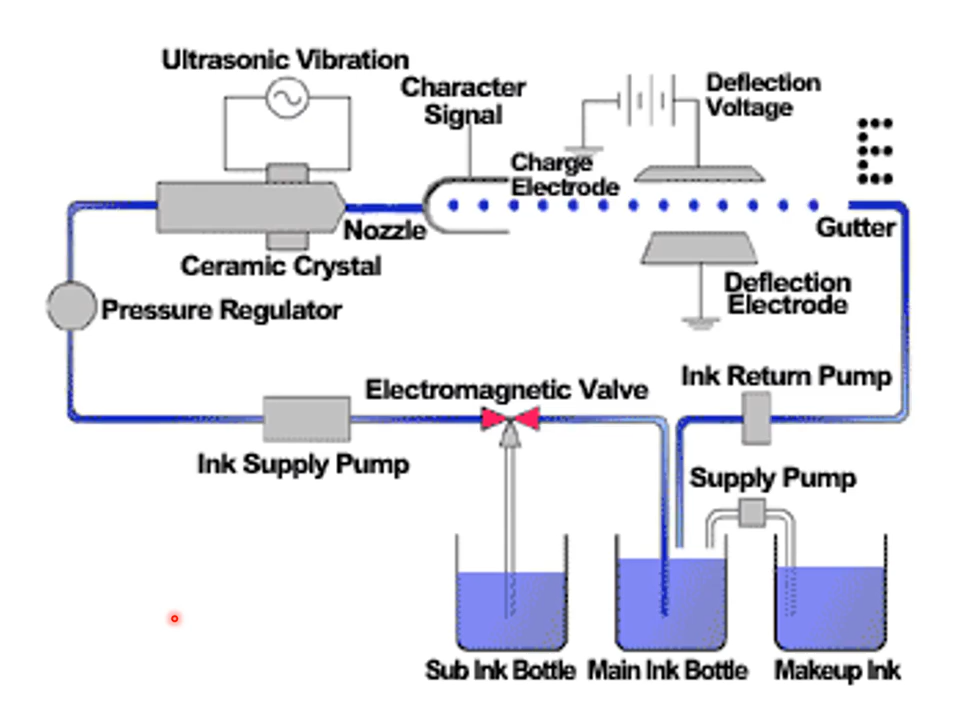 Ultrasonic Vibration
Character
Signal
Deflection
Voltage
Charge
Electrode
E
Nozzle
Gutter
Ceramic Crystal
Deflection
Electrode
Pressure Regulator
Electromagnetic Valve
Ink Return Pump
Ink Supply Pump
Supply Pump
Sub Ink Bottle
Main Ink Bottle
Makeup Ink